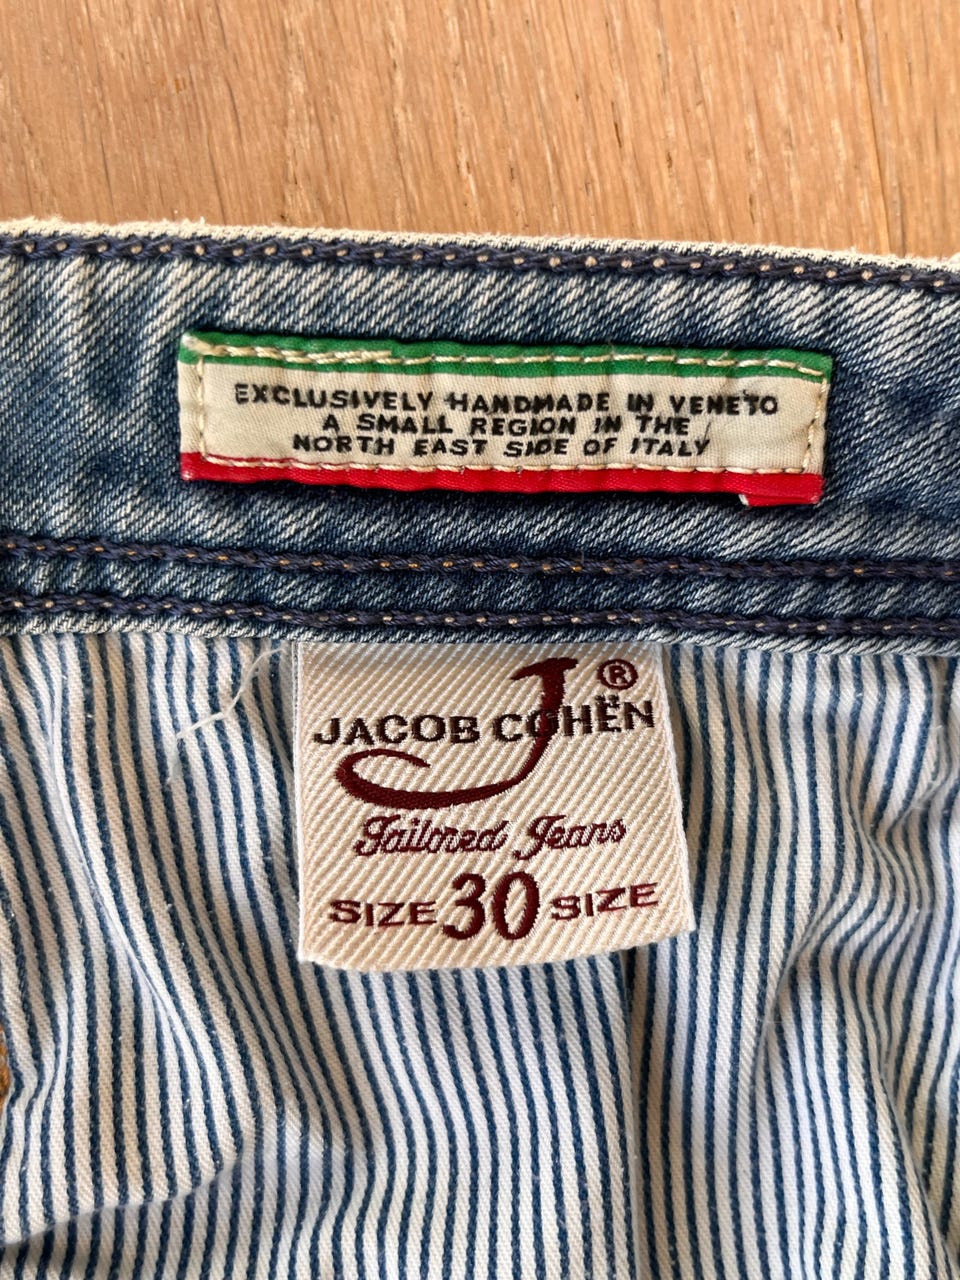 EXCLUSIVELY HANDMADE IN VENETO
A SMALL REGION IN THE
NORTH EAST SIDE OF ITALY
J ®
JACOB COHËN
Tailored Jeans
SIZE 30 SIZE